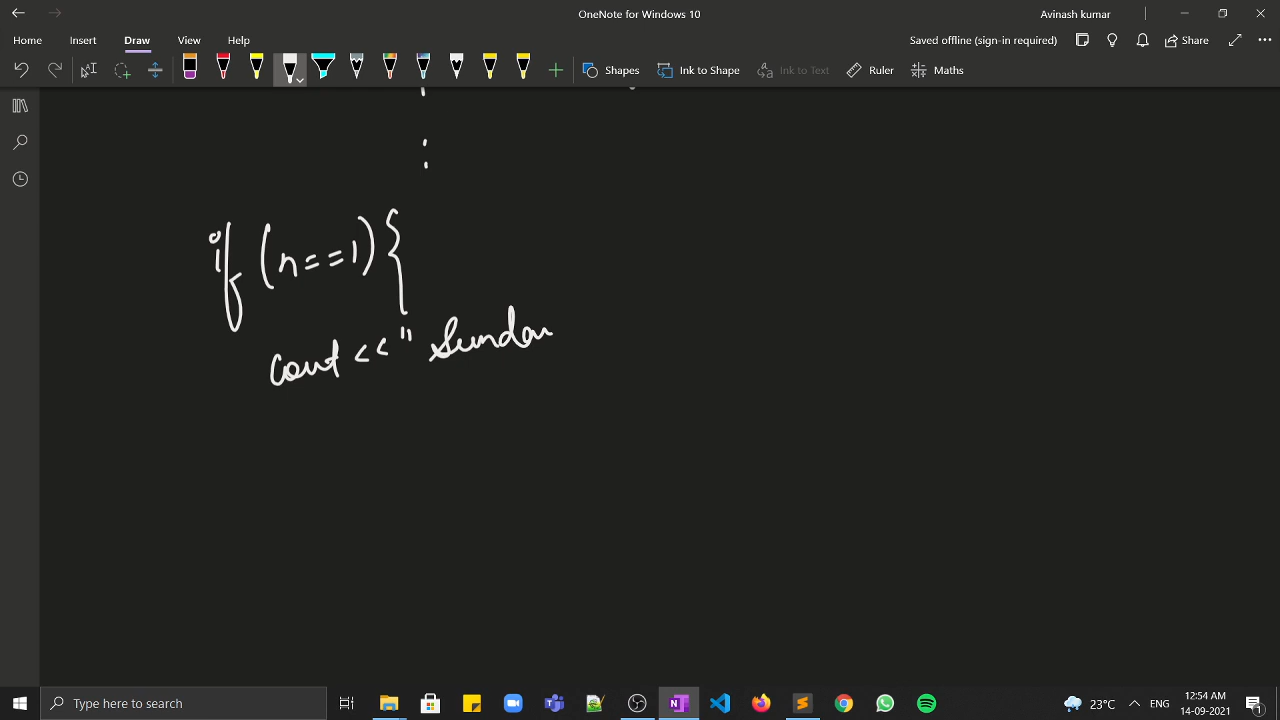 OneNote for Windows 10
Avinash kumar
Home Insert Draw View Help
Saved offline (sign-in required)
Share
Shapes
Ink to Shape
Ink to Text
Ruler
Maths
:
if (n==1){
cout <<" Sunda
Type here to search
23°C
ENG
12:54 AM
14-09-2021